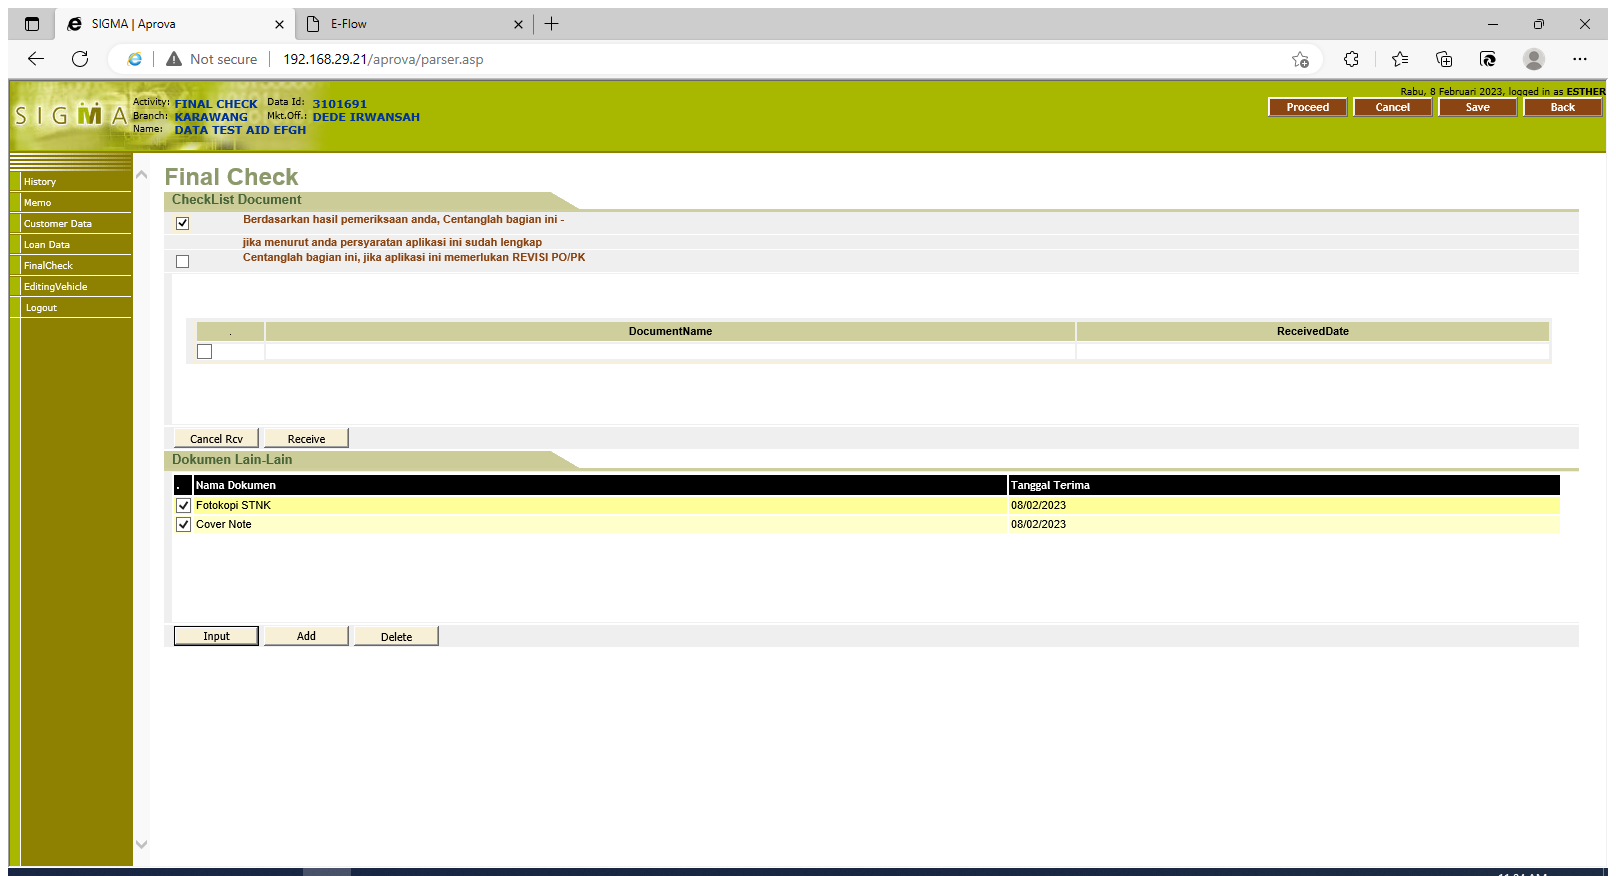 SIGMA | Aprova
E-Flow
Not secure
192.168.29.21/aprova/parser.asp
Rabu, 8 Februari 2023, logged in as ESTHER
SIGMA
Activity: FINAL CHECK Data Id: 3101691
Branch: KARAWANG Mkt.Off.: DEDE IRWANSAH
Name: DATA TEST AID EFGH
Proceed Cancel Save Back
History
Memo
Customer Data
Loan Data
FinalCheck
EditingVehicle
Logout
Final Check
CheckList Document
Berdasarkan hasil pemeriksaan anda, Centanglah bagian ini -
jika menurut anda persyaratan aplikasi ini sudah lengkap
Centanglah bagian ini, jika aplikasi ini memerlukan REVISI PO/PK
. DocumentName ReceivedDate
Cancel Rcv Receive
Dokumen Lain-Lain
. Nama Dokumen Tanggal Terima
Fotokopi STNK 08/02/2023
Cover Note 08/02/2023
Input Add Delete